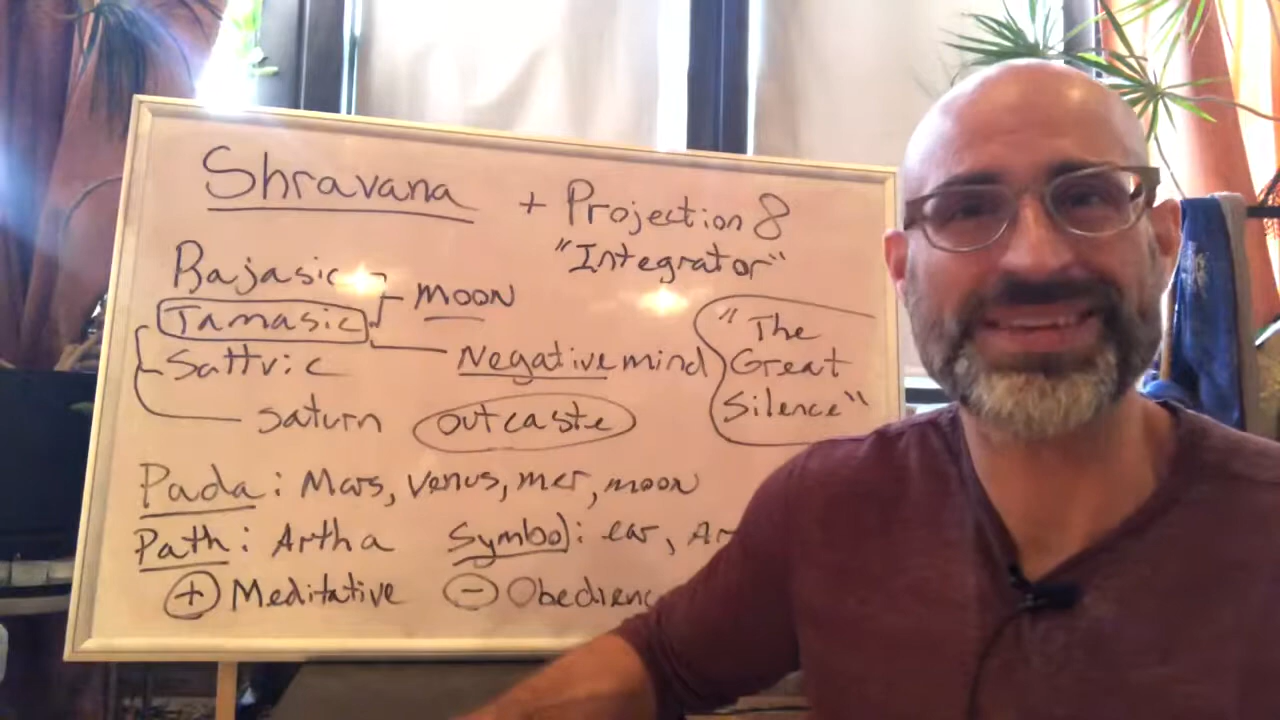 Shravana + Projection 8
"Integrator"
Rajasic
moon
Tamasic
Sattvic
Negative mind
"The
Great
Silence"
saturn
outcaste
Pada: Mars, venus, mer, moon
Path: Artha Symbol: ear, Ar
+ Meditative - Obedienc